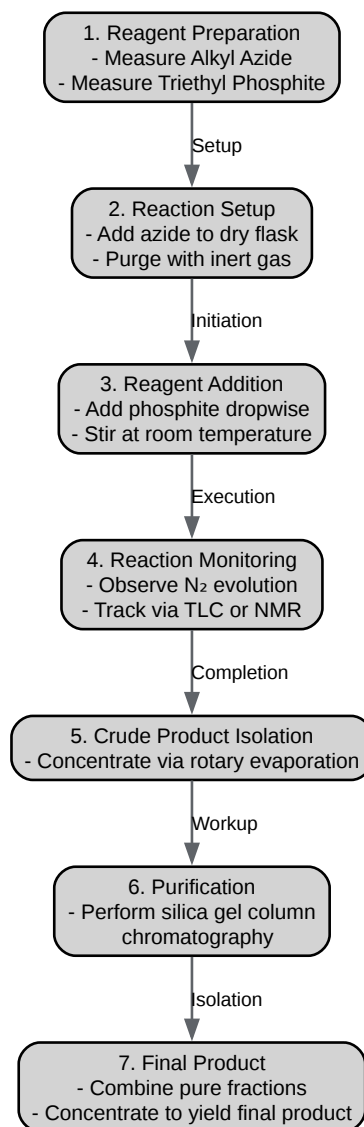 1. Reagent Preparation
- Measure Alkyl Azide
- Measure Triethyl Phosphite
Setup
2. Reaction Setup
- Add azide to dry flask
- Purge with inert gas
Initiation
3. Reagent Addition
- Add phosphite dropwise
- Stir at room temperature
Execution
4. Reaction Monitoring
- Observe N₂ evolution
- Track via TLC or NMR
Completion
5. Crude Product Isolation
- Concentrate via rotary evaporation
Workup
6. Purification
- Perform silica gel column
chromatography
Isolation
7. Final Product
- Combine pure fractions
- Concentrate to yield final product